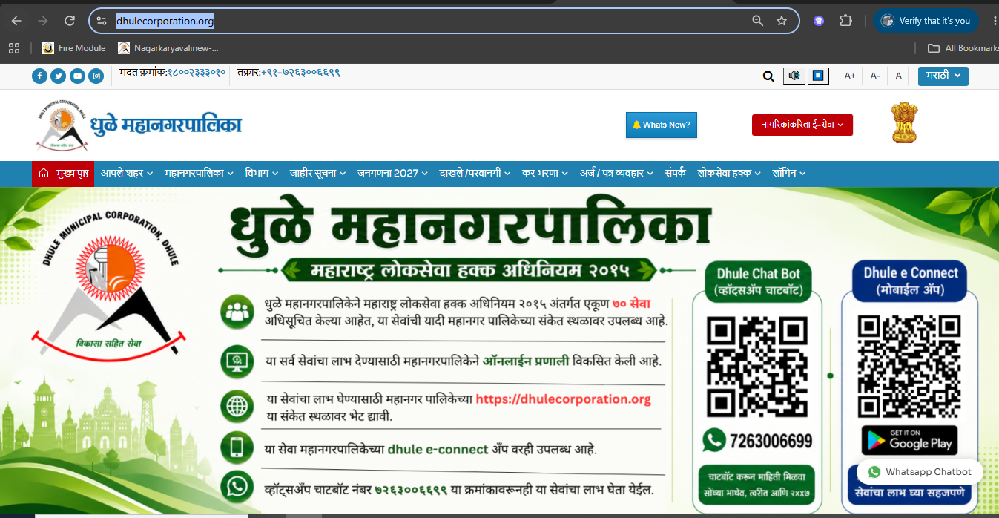 dhulecorporation.org
Verify that it's you
Fire Module
Nagarkaryavalinew-...
All Bookmarks
मदत क्रमांक:१८००२३३३०१०
तक्रार:+९१-७२६३००६६९९
A+ A- A
मराठी
DHULE MUNICIPAL CORPORATION, DHULE
विकासा सहित सेवा
धुळे महानगरपालिका
Whats New?
नागरिकांकरिता ई-सेवा
मुख्य पृष्ठ
आपले शहर
महानगरपालिका
विभाग
जाहीर सूचना
जनगणना 2027
दाखले /परवानगी
कर भरणा
अर्ज / पत्र व्यवहार
संपर्क
लोकसेवा हक्क
लॉगिन
DHULE MUNICIPAL CORPORATION, DHULE
विकासा सहित सेवा
धुळे महानगरपालिका
महाराष्ट्र लोकसेवा हक्क अधिनियम २०१५
धुळे महानगरपालिकेने महाराष्ट्र लोकसेवा हक्क अधिनियम २०१५ अंतर्गत एकूण ७० सेवा
अधिसूचित केल्या आहेत, या सेवांची यादी महानगर पालिकेच्या संकेत स्थळावर उपलब्ध आहे.
या सर्व सेवांचा लाभ देण्यासाठी महानगरपालिकेने ऑनलाईन प्रणाली विकसित केली आहे.
या सेवांचा लाभ घेण्यासाठी महानगर पालिकेच्या https://dhulecorporation.org
या संकेत स्थळावर भेट द्यावी.
या सेवा महानगरपालिकेच्या dhule e-connect अ‍ॅप वरही उपलब्ध आहे.
व्हॉट्सअ‍ॅप चाटबॉट नंबर ७२६३००६६९९ या क्रमांकावरूनही या सेवांचा लाभ घेता येईल.
Dhule Chat Bot
(व्हॉट्सअ‍ॅप चाटबॉट)
7263006699
चाटबॉट करून माहिती मिळवा
सोध्या माथेत, त्वरीत आणि २xx७
Dhule e Connect
(मोबाईल अ‍ॅप)
GET IT ON
Google Play
Whatsapp Chatbot
सेवांचा लाभ घ्या सहजपणे